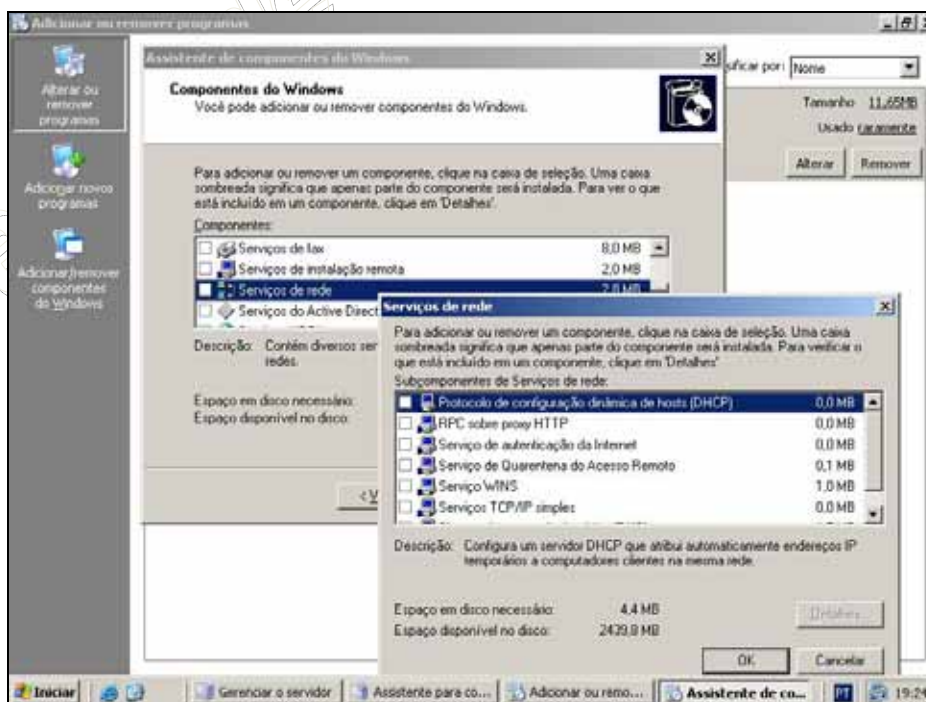 Adicionar ou remover programas
Alterar ou
remover
programas
Adicionar novos
programas
Adicionar/remover
componentes
do Windows
sificar por: Nome
Tamanho 11,65MB
Usado raramente
Alterar Remover
Assistente de componentes do Windows
Componentes do Windows
Você pode adicionar ou remover componentes do Windows.
Para adicionar ou remover um componente, clique na caixa de seleção. Uma caixa
sombreada significa que apenas parte do componente será instalada. Para ver o que
está incluído em um componente, clique em 'Detalhes'.
Componentes:
Serviços de fax 8,0 MB
Serviços de instalação remota 2,0 MB
Serviços de rede 2,8 MB
Serviços do Active Direct
Descrição: Contém diversos ser
redes.
Espaço em disco necessário:
Espaço disponível no disco:
< V
Serviços de rede
Para adicionar ou remover um componente, clique na caixa de seleção. Uma caixa
sombreada significa que apenas parte do componente será instalada. Para verificar o
que está incluído em um componente, clique em 'Detalhes'
Subcomponentes de Serviços de rede:
Protocolo de configuração dinâmica de hosts (DHCP) 0,0 MB
RPC sobre proxy HTTP 0,0 MB
Serviço de autenticação da Internet 0,0 MB
Serviço de Quarentena do Acesso Remoto 0,1 MB
Serviço WINS 1,0 MB
Serviços TCP/IP simples 0,0 MB
Descrição: Configura um servidor DHCP que atribui automaticamente endereços IP
temporários a computadores clientes na mesma rede.
Espaço em disco necessário: 4,4 MB
Espaço disponível no disco: 2439,8 MB
Detalhes...
OK Cancelar
Iniciar Gerenciar o servidor Assistente para co... Adicionar ou remo... Assistente de co... PT 19:24